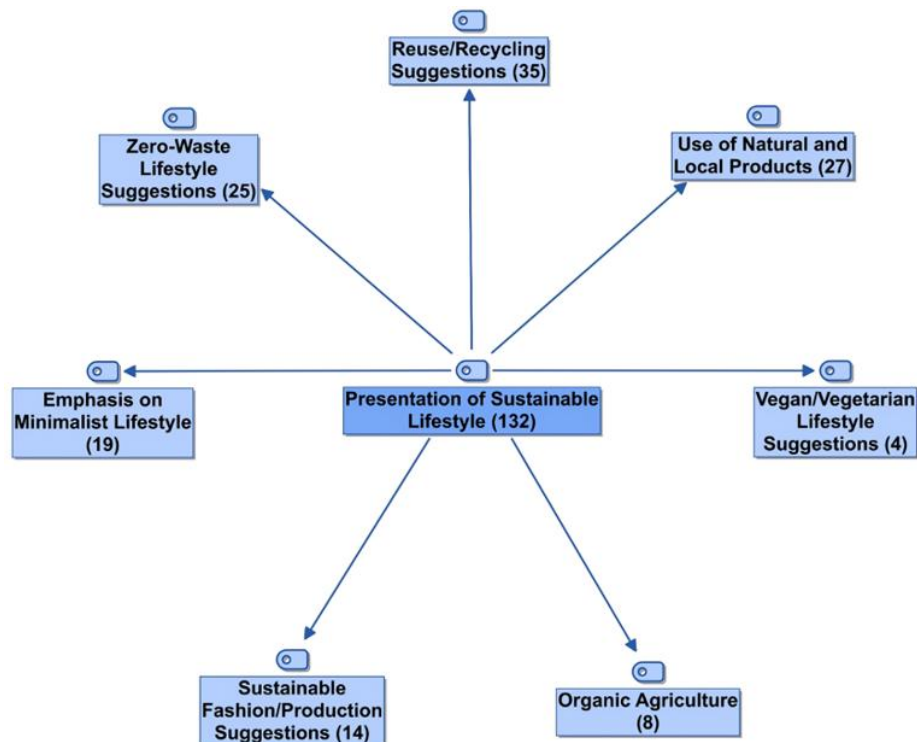 Reuse/Recycling
Suggestions (35)
Zero-Waste
Lifestyle
Suggestions (25)
Use of Natural and
Local Products (27)
Emphasis on
Minimalist Lifestyle
(19)
Presentation of Sustainable
Lifestyle (132)
Vegan/Vegetarian
Lifestyle
Suggestions (4)
Sustainable
Fashion/Production
Suggestions (14)
Organic Agriculture
(8)